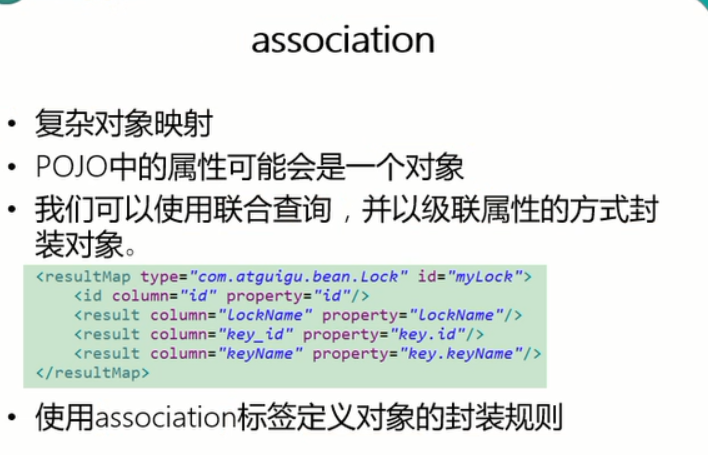 association
• 复杂对象映射
• POJO中的属性可能会是一个对象
• 我们可以使用联合查询，并以级联属性的方式封
装对象。
<resultMap type="com.atguigu.bean.Lock" id="myLock">
<id column="id" property="id"/>
<result column="LockName" property="lockName"/>
<result column="key_id" property="key.id"/>
<result column="keyName" property="key.keyName"/>
</resultMap>
• 使用association标签定义对象的封装规则